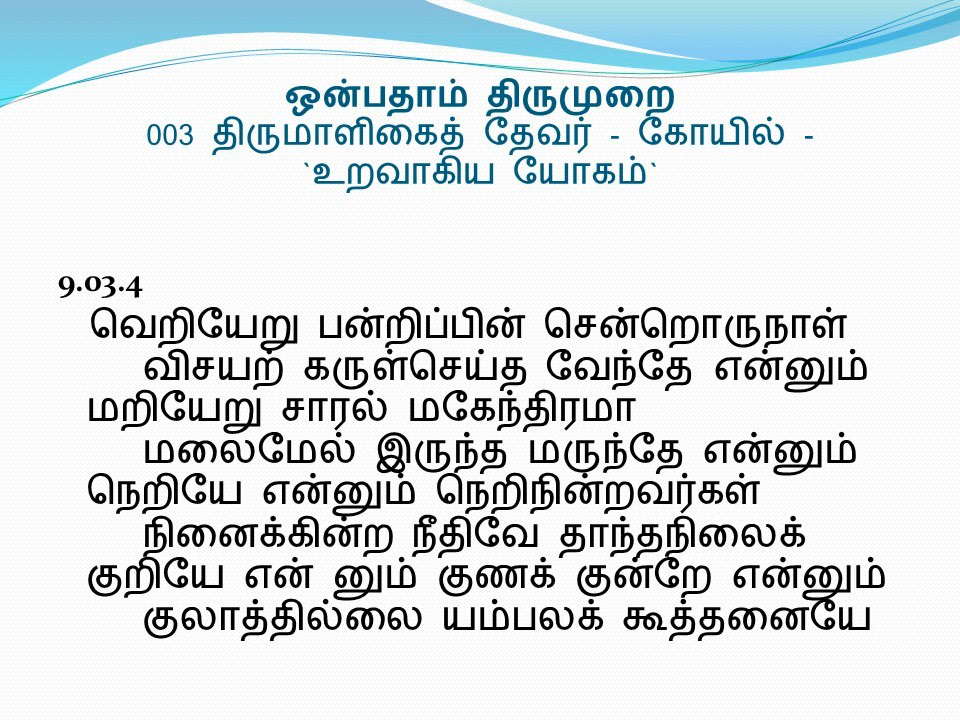 ஒன்பதாம் திருமுறை
003 திருமாளிகைத் தேவர் - கோயில் -
`உறவாகிய யோகம்`
9.03.4
வெறியேறு பன்றிப்பின் சென்றொருநாள்
விசயற் கருள்செய்த வேந்தே என்னும்
மறியேறு சாரல் மகேந்திரமா
மலைமேல் இருந்த மருந்தே என்னும்
நெறியே என்னும் நெறிநின்றவர்கள்
நினைக்கின்ற நீதிவே தாந்தநிலைக்
குறியே என் னும் குணக் குன்றே என்னும்
குலாத்தில்லை யம்பலக் கூத்தனையே